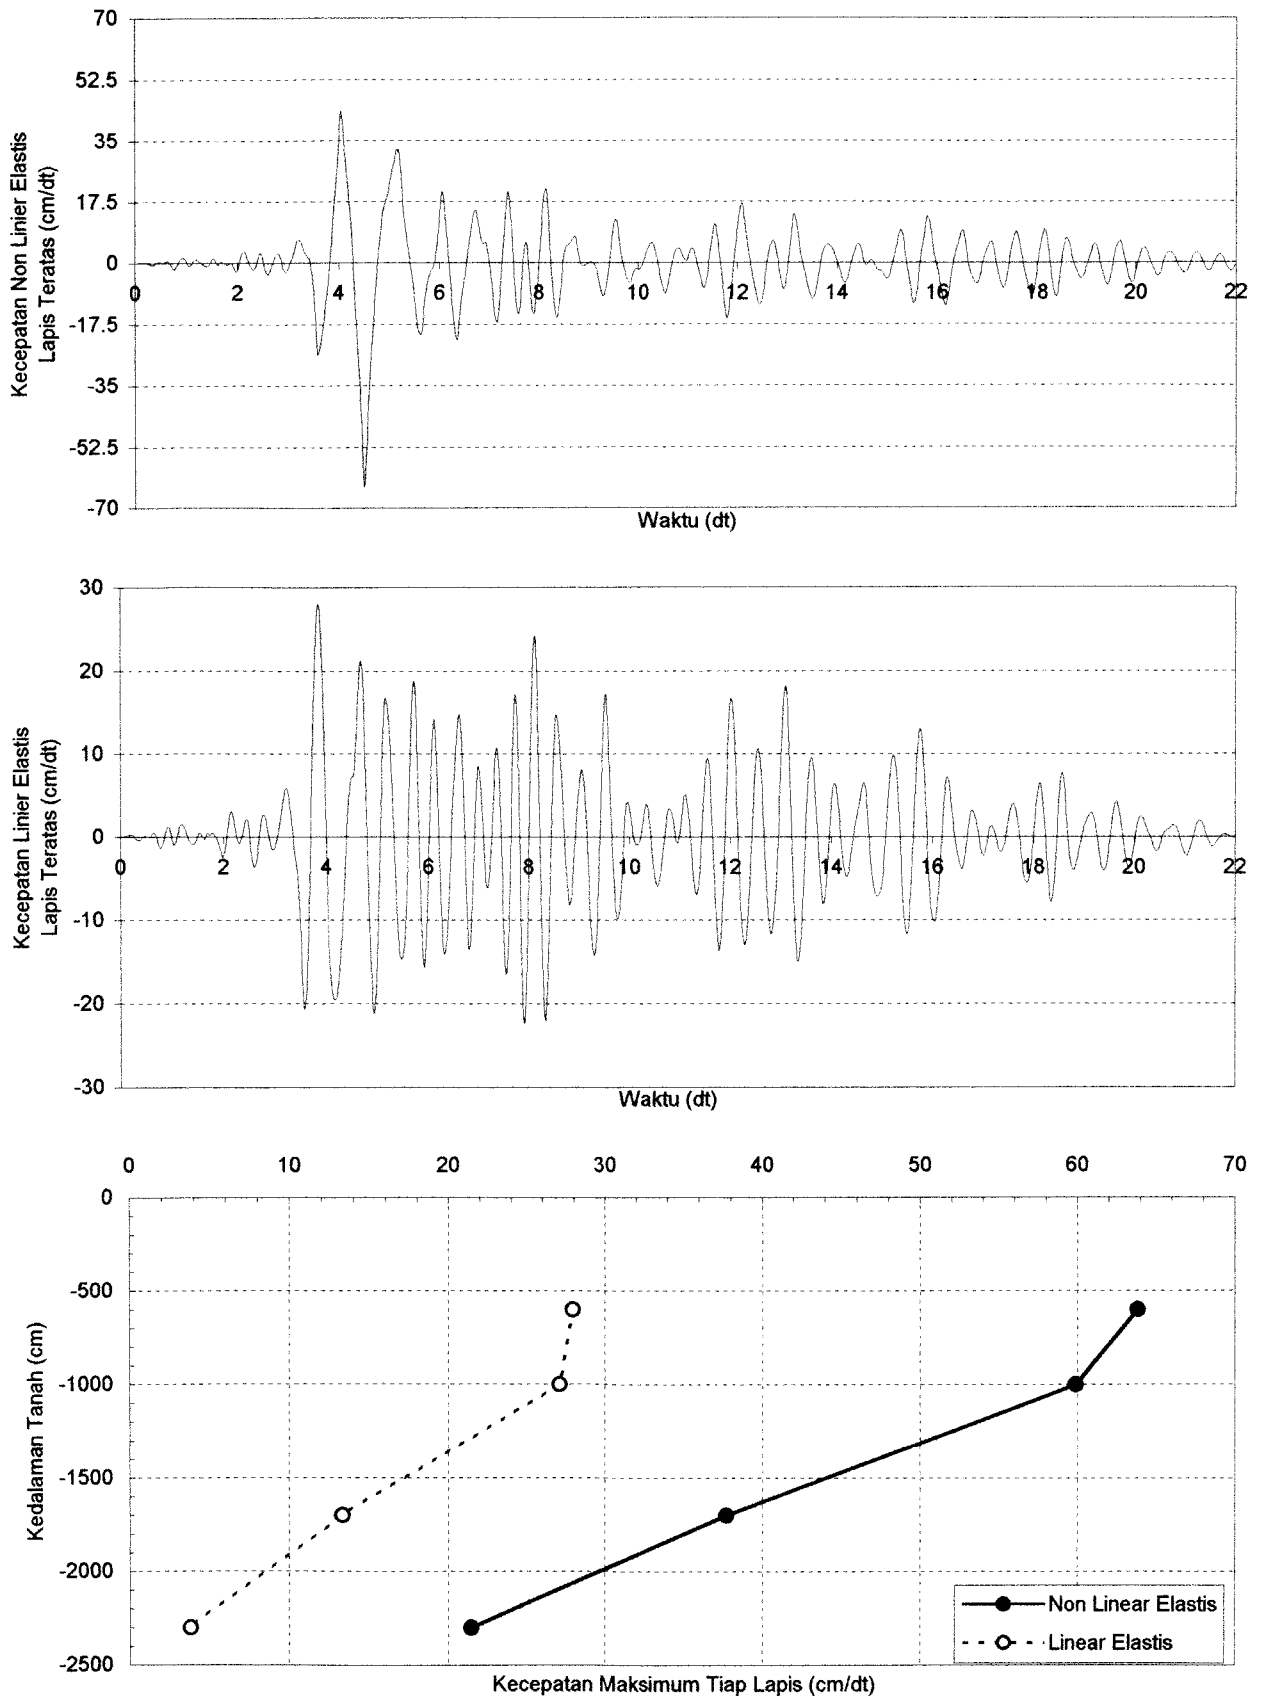 70
52.5
35
17.5
0
-17.5
-35
-52.5
-70
Kecepatan Non Linier Elastis
Lapis Teratas (cm/dt)
0 2 4 6 8 10 12 14 16 18 20 22
Waktu (dt)
30
20
10
0
-10
-20
-30
Kecepatan Linier Elastis
Lapis Teratas (cm/dt)
0 2 4 6 8 10 12 14 16 18 20 22
Waktu (dt)
0 10 20 30 40 50 60 70
0
-500
-1000
-1500
-2000
-2500
Kedalaman Tanah (cm)
Non Linear Elastis
Linear Elastis
Kecepatan Maksimum Tiap Lapis (cm/dt)